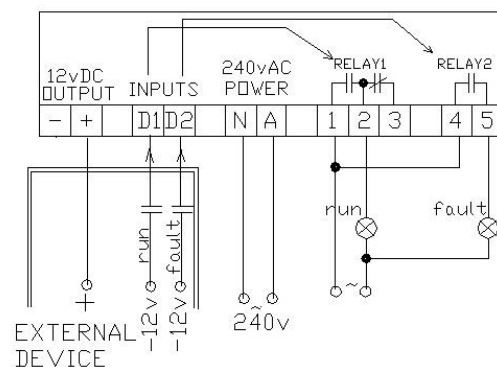 12vDC
OUTPUT
INPUTS
240vAC
POWER
RELAY1
RELAY2
- + D1 D2 N A 1 2 3 4 5
run
fault
run
fault
+
-12v
-12v
~
240v
~
EXTERNAL
DEVICE